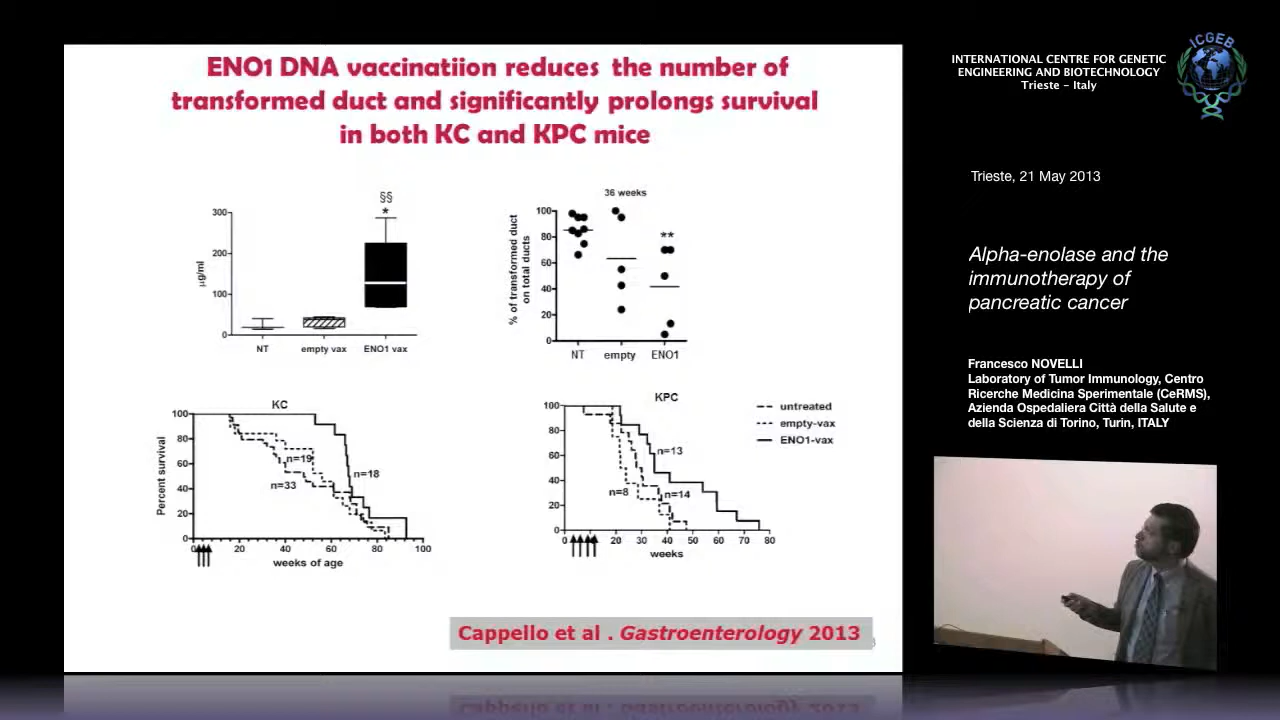 ENO1 DNA vaccinatiion reduces the number of
transformed duct and significantly prolongs survival
in both KC and KPC mice
§§
*
300
200
100
0
µg/ml
NT
empty vax
ENO1 vax
36 weeks
% of transformed duct
on total ducts
100
80
60
40
20
0
**
NT
empty
ENO1
KC
Percent survival
100
80
60
40
20
0
n=19
n=33
n=18
0
20
40
60
80
100
weeks of age
KPC
100
80
60
40
20
0
n=13
n=8
n=14
20
30
40
50
60
70
80
weeks
untreated
empty-vax
ENO1-vax
Cappello et al . Gastroenterology 2013
INTERNATIONAL CENTRE FOR GENETIC
ENGINEERING AND BIOTECHNOLOGY
Trieste - Italy
ICGEB
Trieste, 21 May 2013
Alpha-enolase and the
immunotherapy of
pancreatic cancer
Francesco NOVELLI
Laboratory of Tumor Immunology, Centro
Ricerche Medicina Sperimentale (CeRMS),
Azienda Ospedaliera Città della Salute e
della Scienza di Torino, Turin, ITALY